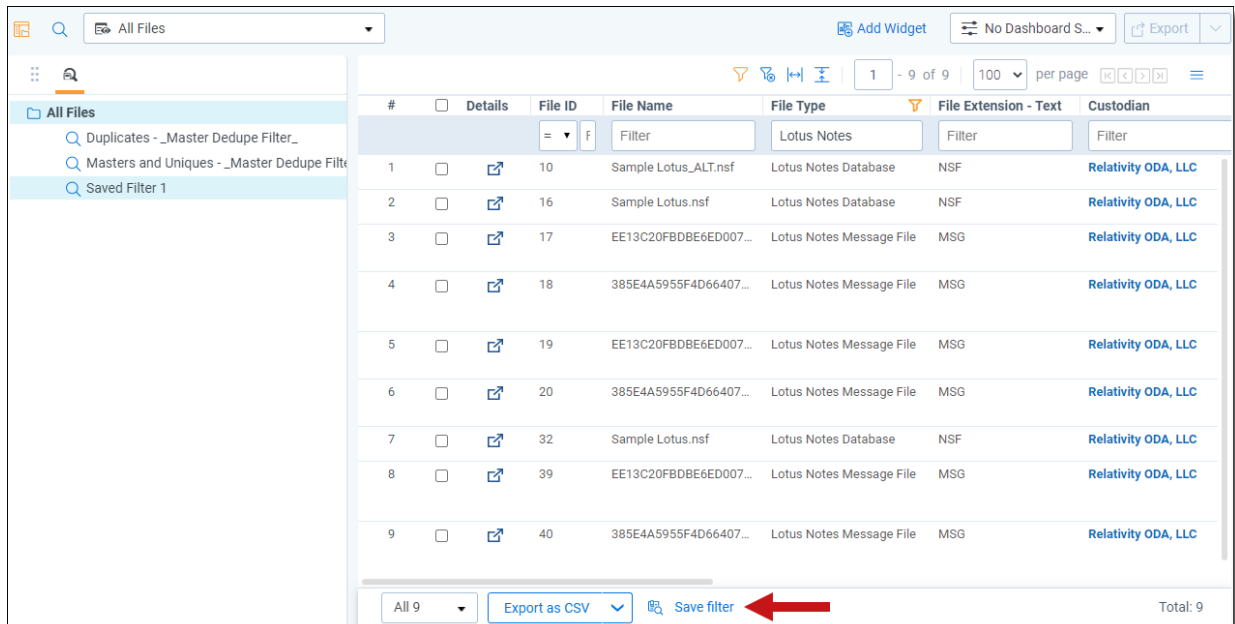 All Files
Add Widget
No Dashboard S...
Export
All Files
Duplicates - _Master Dedupe Filter_
Masters and Uniques - _Master Dedupe Filte
Saved Filter 1
1 - 9 of 9 100 per page
# Details File ID File Name File Type File Extension - Text Custodian
= F Filter Lotus Notes Filter Filter
1 10 Sample Lotus_ALT.nsf Lotus Notes Database NSF Relativity ODA, LLC
2 16 Sample Lotus.nsf Lotus Notes Database NSF Relativity ODA, LLC
3 17 EE13C20FBDBE6ED007... Lotus Notes Message File MSG Relativity ODA, LLC
4 18 385E4A5955F4D66407... Lotus Notes Message File MSG Relativity ODA, LLC
5 19 EE13C20FBDBE6ED007... Lotus Notes Message File MSG Relativity ODA, LLC
6 20 385E4A5955F4D66407... Lotus Notes Message File MSG Relativity ODA, LLC
7 32 Sample Lotus.nsf Lotus Notes Database NSF Relativity ODA, LLC
8 39 EE13C20FBDBE6ED007... Lotus Notes Message File MSG Relativity ODA, LLC
9 40 385E4A5955F4D66407... Lotus Notes Message File MSG Relativity ODA, LLC
All 9 Export as CSV Save filter Total: 9